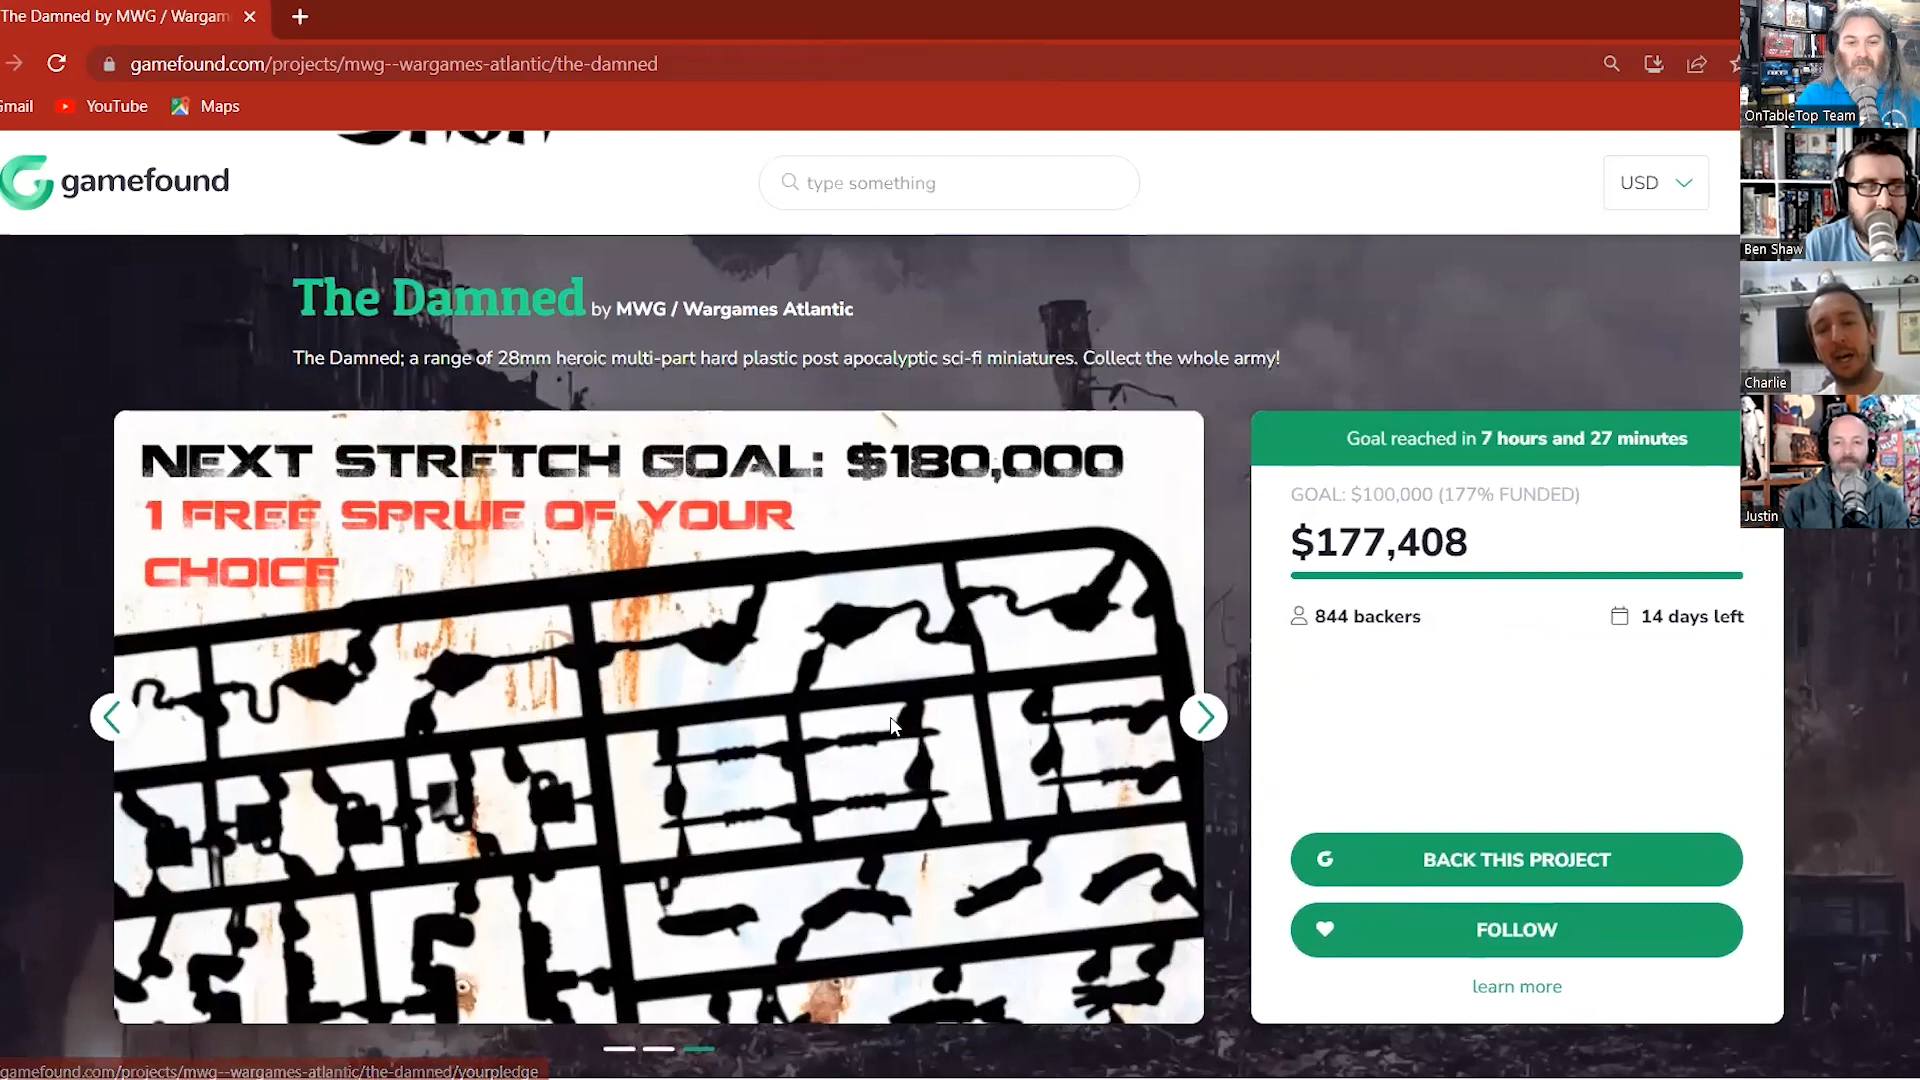 The Damned by MWG / Wargam
gamefound.com/projects/mwg--wargames-atlantic/the-damned
Gmail
YouTube
Maps
OnTableTop Team
gamefound
type something
USD
Ben Shaw
The Damned by MWG / Wargames Atlantic
The Damned; a range of 28mm heroic multi-part hard plastic post apocalyptic sci-fi miniatures. Collect the whole army!
Charlie
NEXT STRETCH GOAL: $180,000
1 FREE SPRUE OF YOUR
CHOICE
Goal reached in 7 hours and 27 minutes
GOAL: $100,000 (177% FUNDED)
$177,408
Justin
844 backers
14 days left
BACK THIS PROJECT
FOLLOW
learn more
gamefound.com/projects/mwg--wargames-atlantic/the-damned/yourpledge